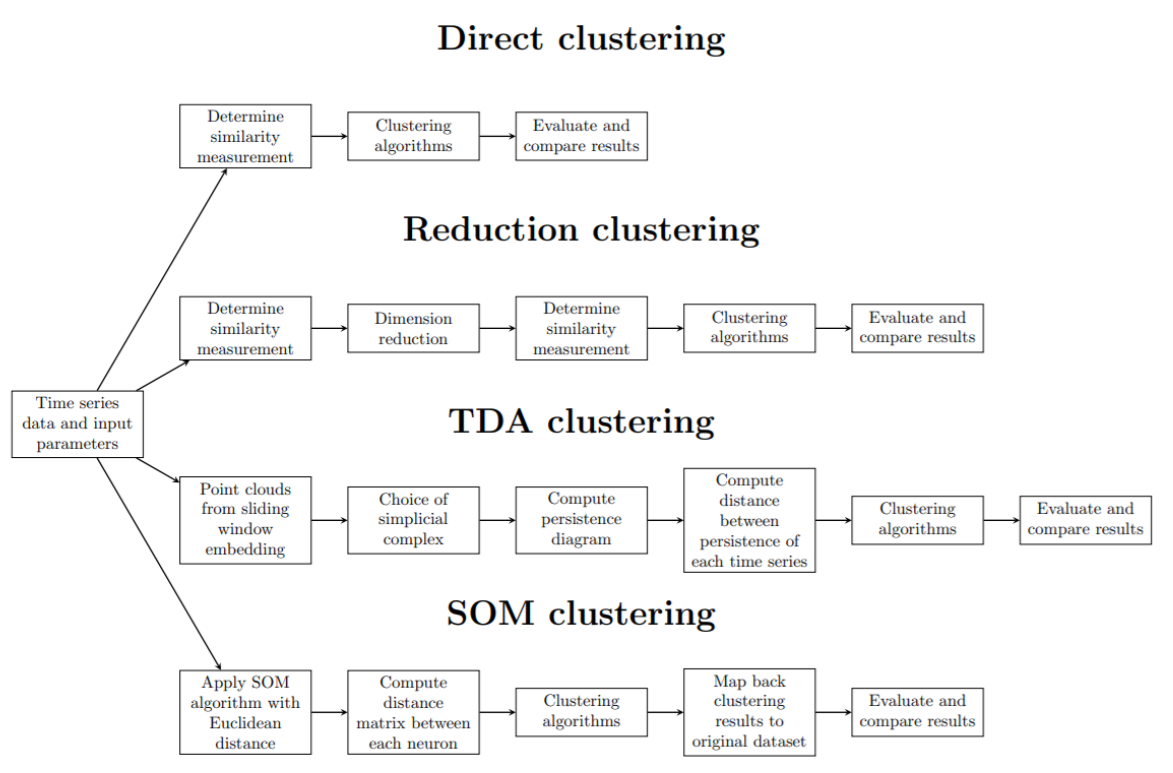 Direct clustering
Determine
similarity
measurement
Clustering
algorithms
Evaluate and
compare results
Reduction clustering
Determine
similarity
measurement
Dimension
reduction
Determine
similarity
measurement
Clustering
algorithms
Evaluate and
compare results
Time series
data and input
parameters
TDA clustering
Point clouds
from sliding
window
embedding
Choice of
simplicial
complex
Compute
persistence
diagram
Compute
distance
between
persistence of
each time series
Clustering
algorithms
Evaluate and
compare results
SOM clustering
Apply SOM
algorithm with
Euclidean
distance
Compute
distance
matrix between
each neuron
Clustering
algorithms
Map back
clustering
results to
original dataset
Evaluate and
compare results